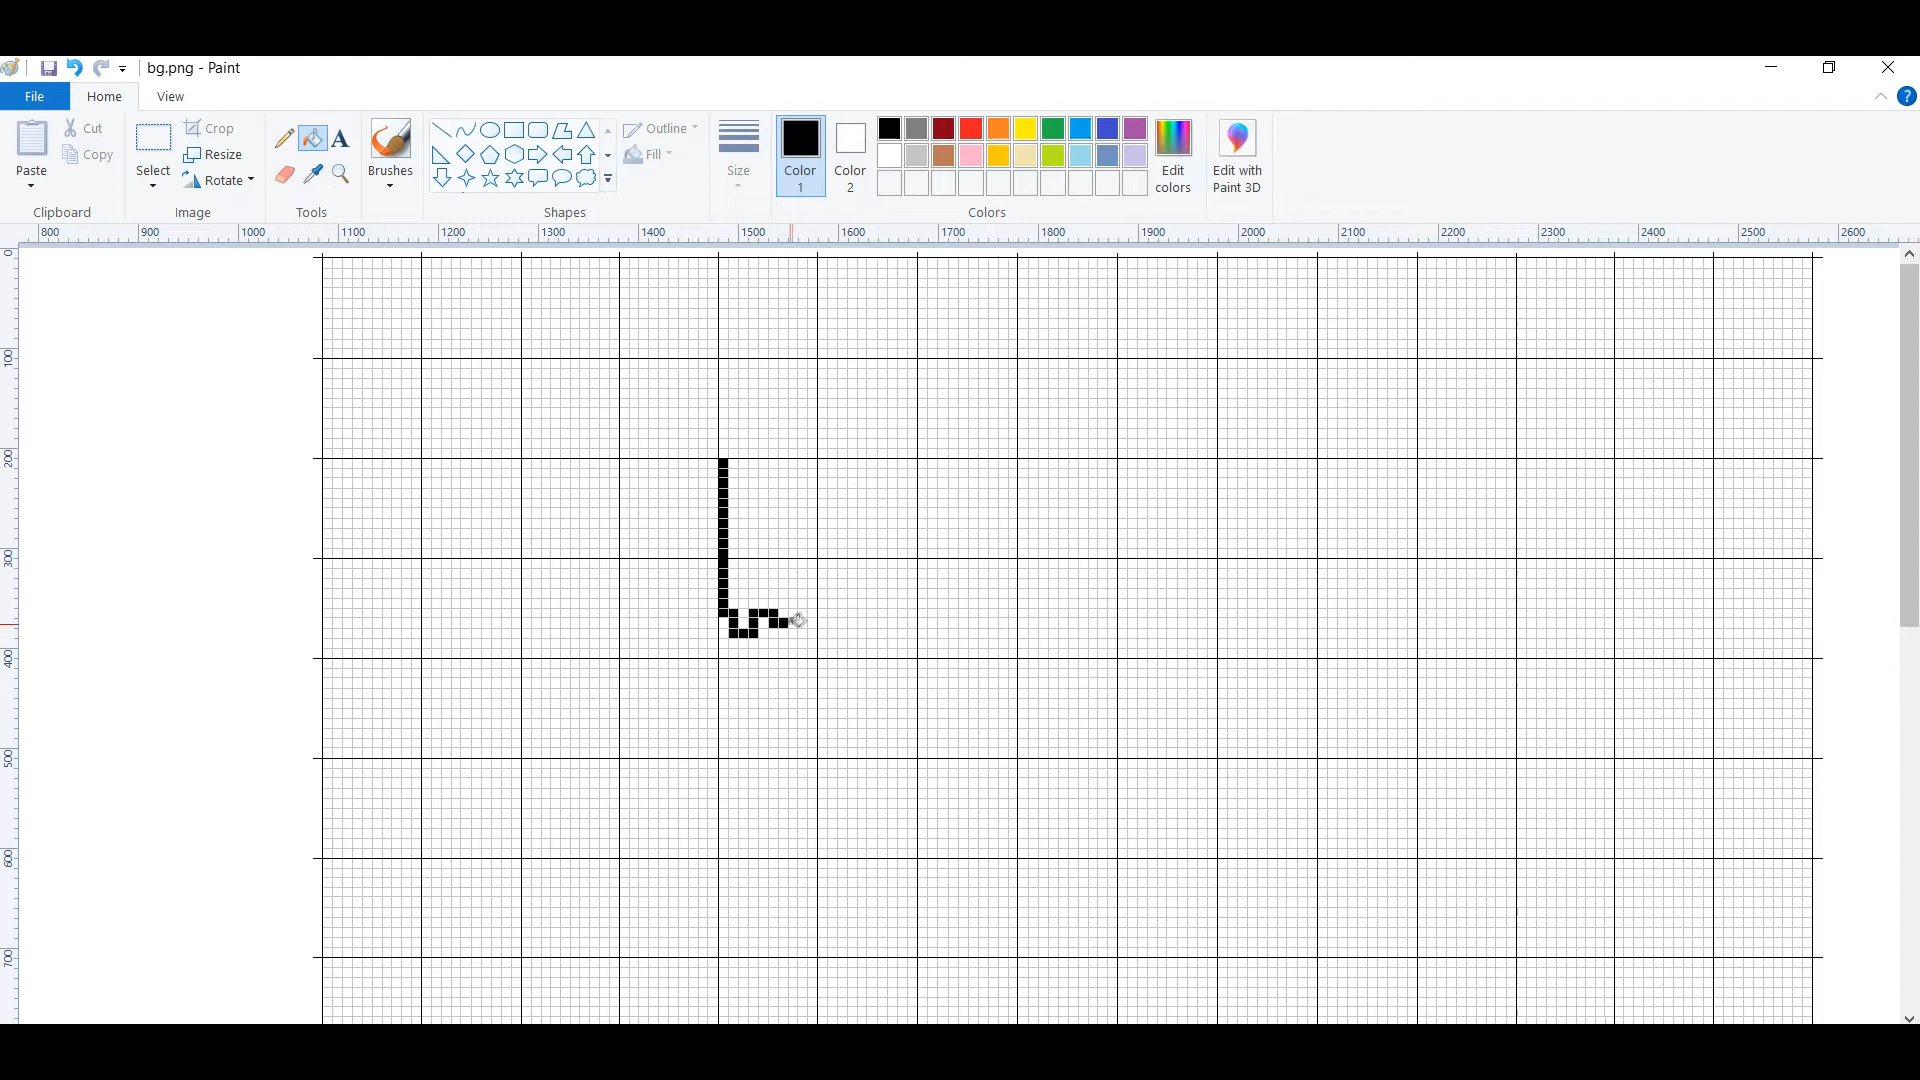 bg.png - Paint
File Home View
Cut
Copy
Paste
Clipboard
Crop
Resize
Rotate
Select
Image
A
Tools
Brushes
Outline
Fill
Shapes
Size
Color 1
Color 2
Edit colors
Colors
Edit with Paint 3D
?
800 900 1000 1100 1200 1300 1400 1500 1600 1700 1800 1900 2000 2100 2200 2300 2400 2500 2600
0
100
200
300
400
500
600
700